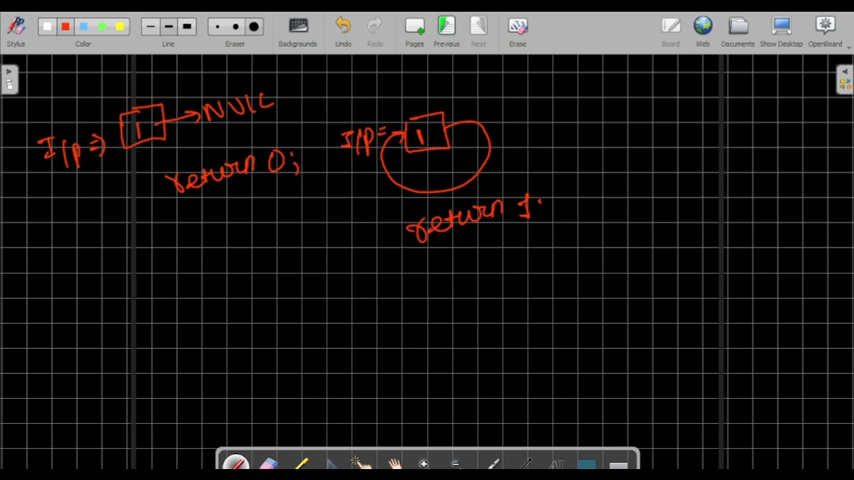 Stylus Color Line Eraser Backgrounds Undo Redo Pages Previous Next Erase Board Web Documents Show Desktop OpenBoard
I/p => 1 → NULL
return 0;
I/p = 1
return 1.